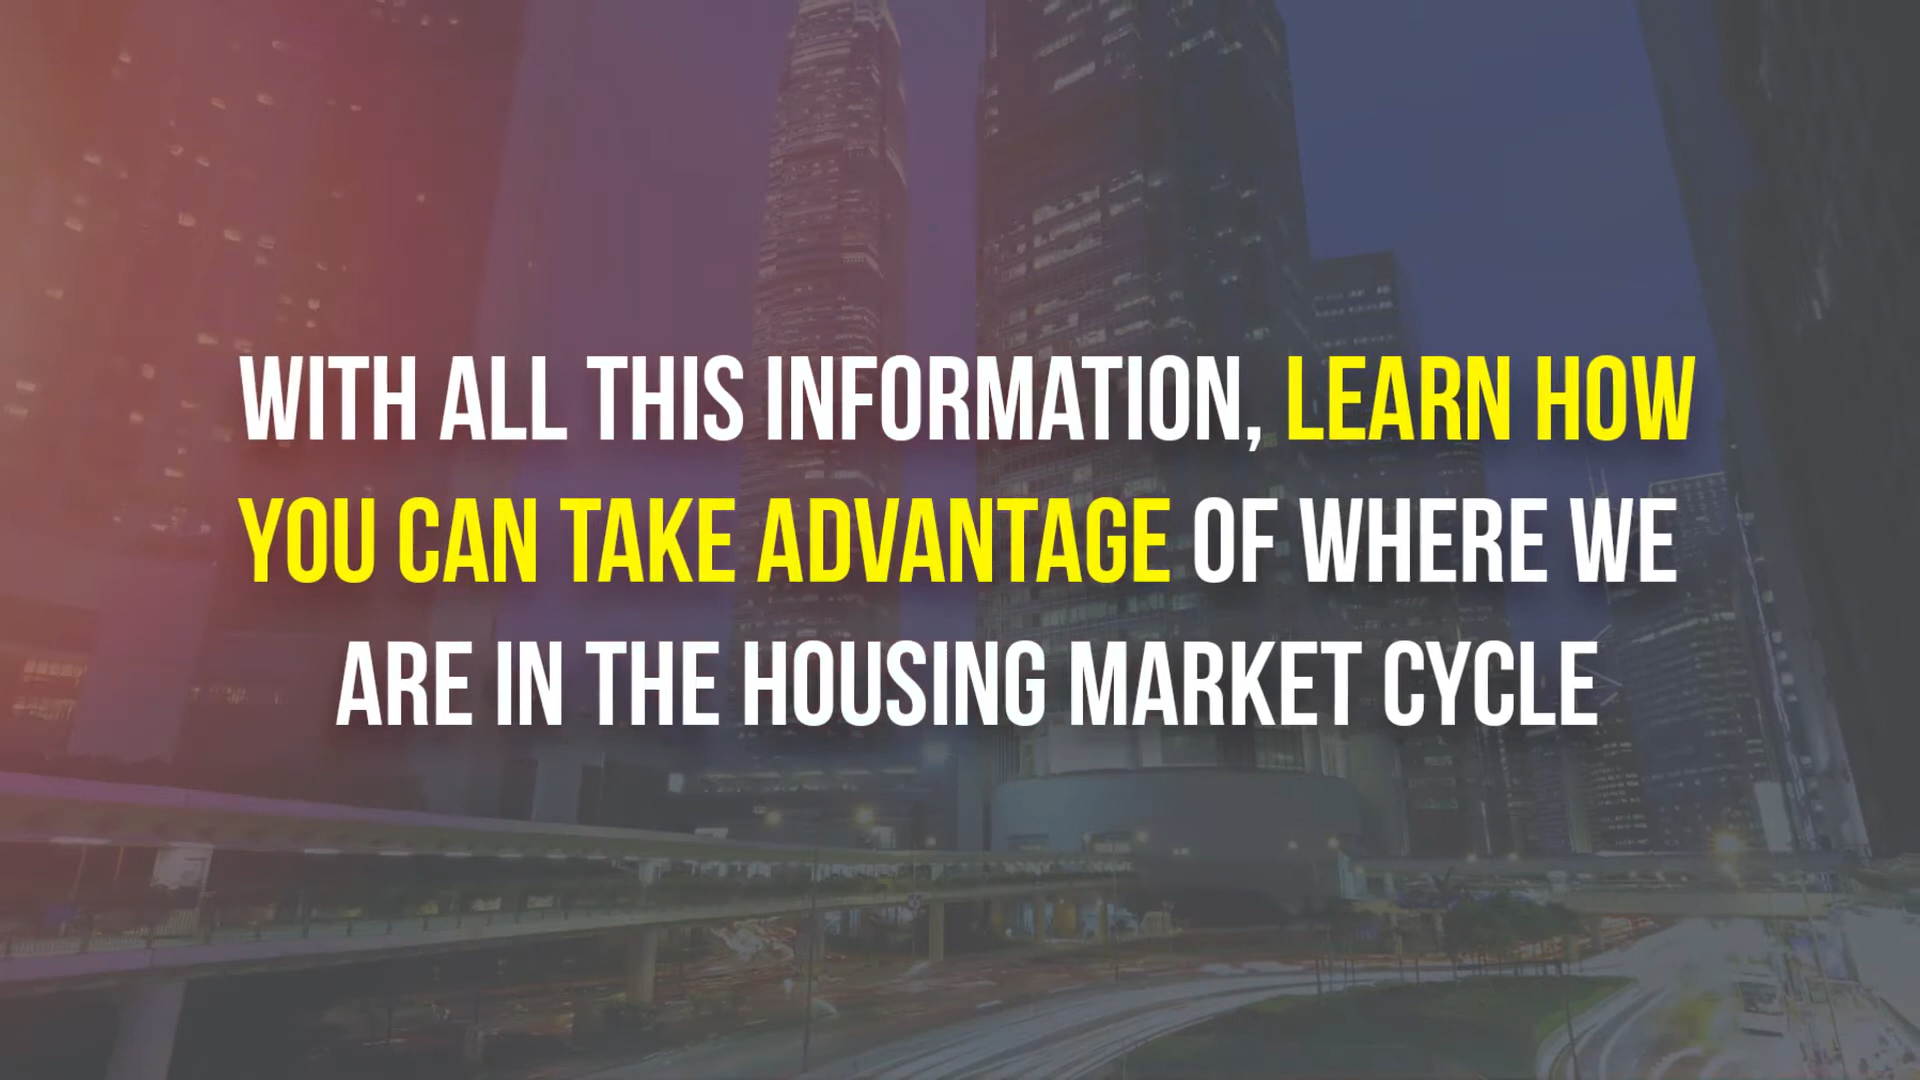 WITH ALL THIS INFORMATION, LEARN HOW
YOU CAN TAKE ADVANTAGE OF WHERE WE
ARE IN THE HOUSING MARKET CYCLE